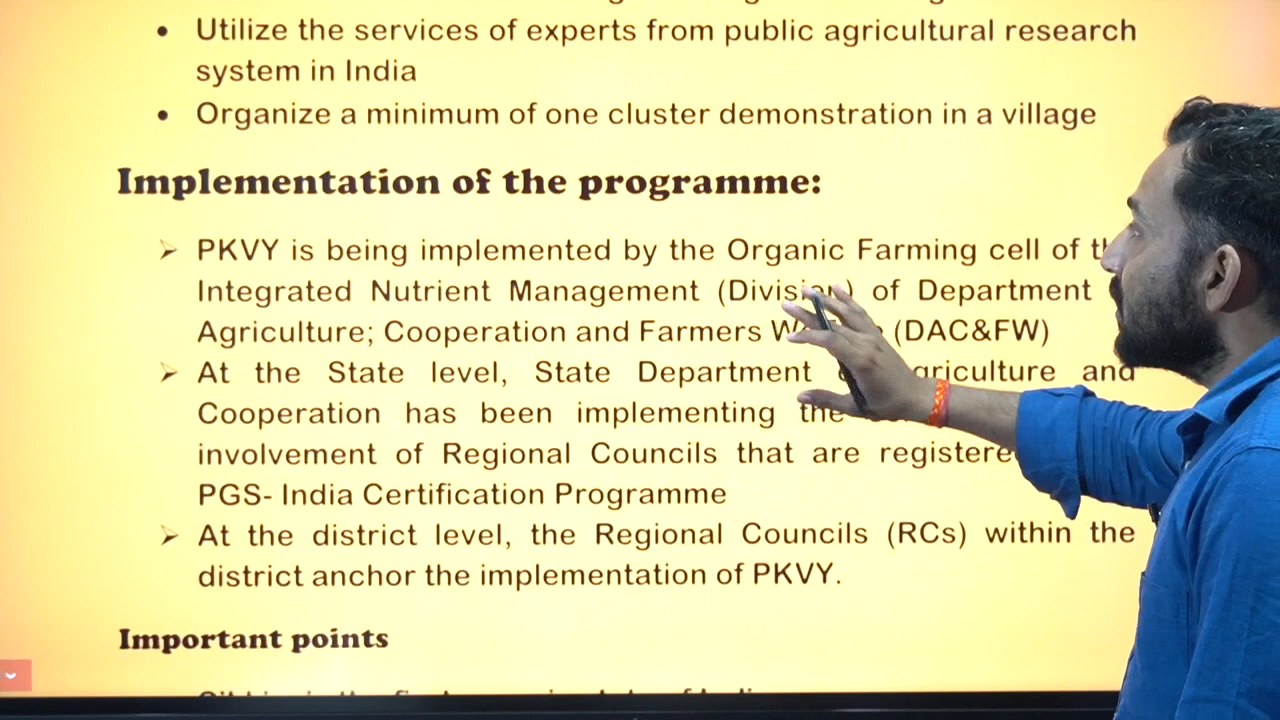 • Utilize the services of experts from public agricultural research
system in India
• Organize a minimum of one cluster demonstration in a village
Implementation of the programme:
➢ PKVY is being implemented by the Organic Farming cell of
Integrated Nutrient Management (Division) of Department
Agriculture; Cooperation and Farmers (DAC&FW)
➢ At the State level, State Department and
Cooperation has been implementing the
involvement of Regional Councils that are
PGS- India Certification Programme
➢ At the district level, the Regional Councils (RCs) within the
district anchor the implementation of PKVY.
Important points